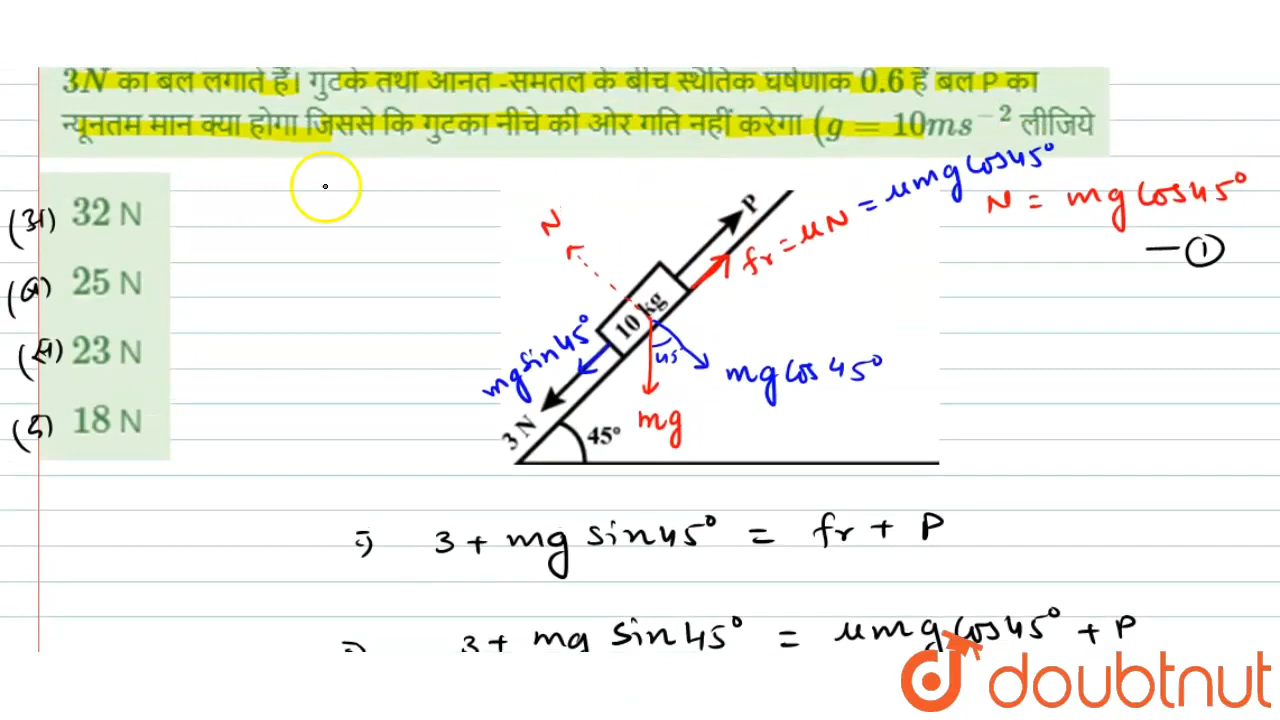 3N का बल लगाते हैं। गुटके तथा आनत -समतल के बीच स्थैतिक घर्षणांक 0.6 हैं बल P का
न्यूनतम मान क्या होगा जिससे कि गुटका नीचे की ओर गति नहीं करेगा (g = 10ms⁻² लीजिये
(अ) 32 N
(ब) 25 N
(स) 23 N
(द) 18 N
N
P
fr = μN = μmg cos45°
N = mg cos45°
— ①
10 kg
mg sin45°
45°
mg cos 45°
mg
3 N
45°
⇒ 3 + mg sin45° = fr + P
⇒ 3 + mg sin45° = μmg cos45° + P
doubtnut